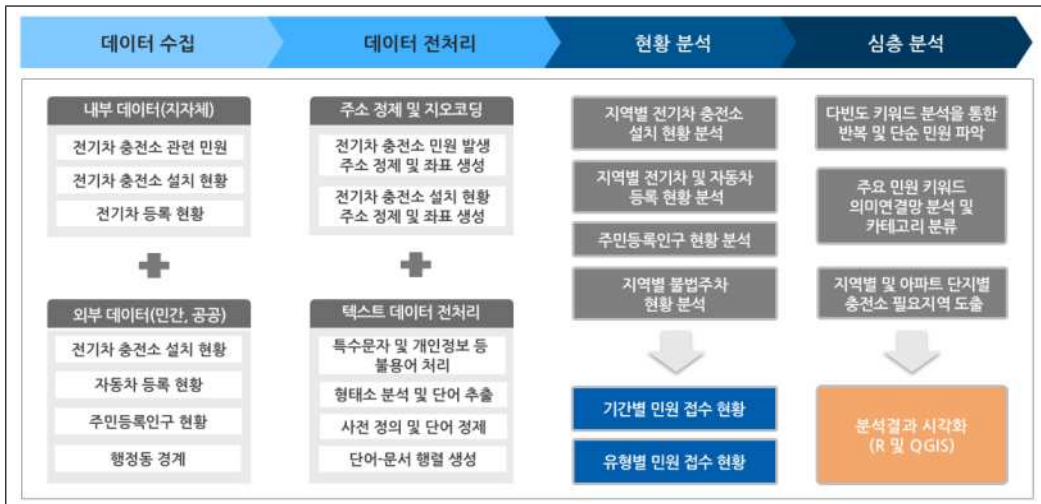 데이터 수집
데이터 전처리
현황 분석
심층 분석
내부 데이터(지자체)
전기차 충전소 관련 민원
전기차 충전소 설치 현황
전기차 등록 현황
외부 데이터(민간, 공공)
전기차 충전소 설치 현황
자동차 등록 현황
주민등록인구 현황
행정동 경계
주소 정제 및 지오코딩
전기차 충전소 민원 발생
주소 정제 및 좌표 생성
전기차 충전소 설치 현황
주소 정제 및 좌표 생성
텍스트 데이터 전처리
특수문자 및 개인정보 등
불용어 처리
형태소 분석 및 단어 추출
사전 정의 및 단어 정제
단어-문서 행렬 생성
지역별 전기차 충전소
설치 현황 분석
지역별 전기차 및 자동차
등록 현황 분석
주민등록인구 현황 분석
지역별 불법주차
현황 분석
기간별 민원 접수 현황
유형별 민원 접수 현황
다빈도 키워드 분석을 통한
반복 및 단순 민원 파악
주요 민원 키워드
의미연결망 분석 및
카테고리 분류
지역별 및 아파트 단지별
충전소 필요지역 도출
분석결과 시각화
(R 및 QGIS)